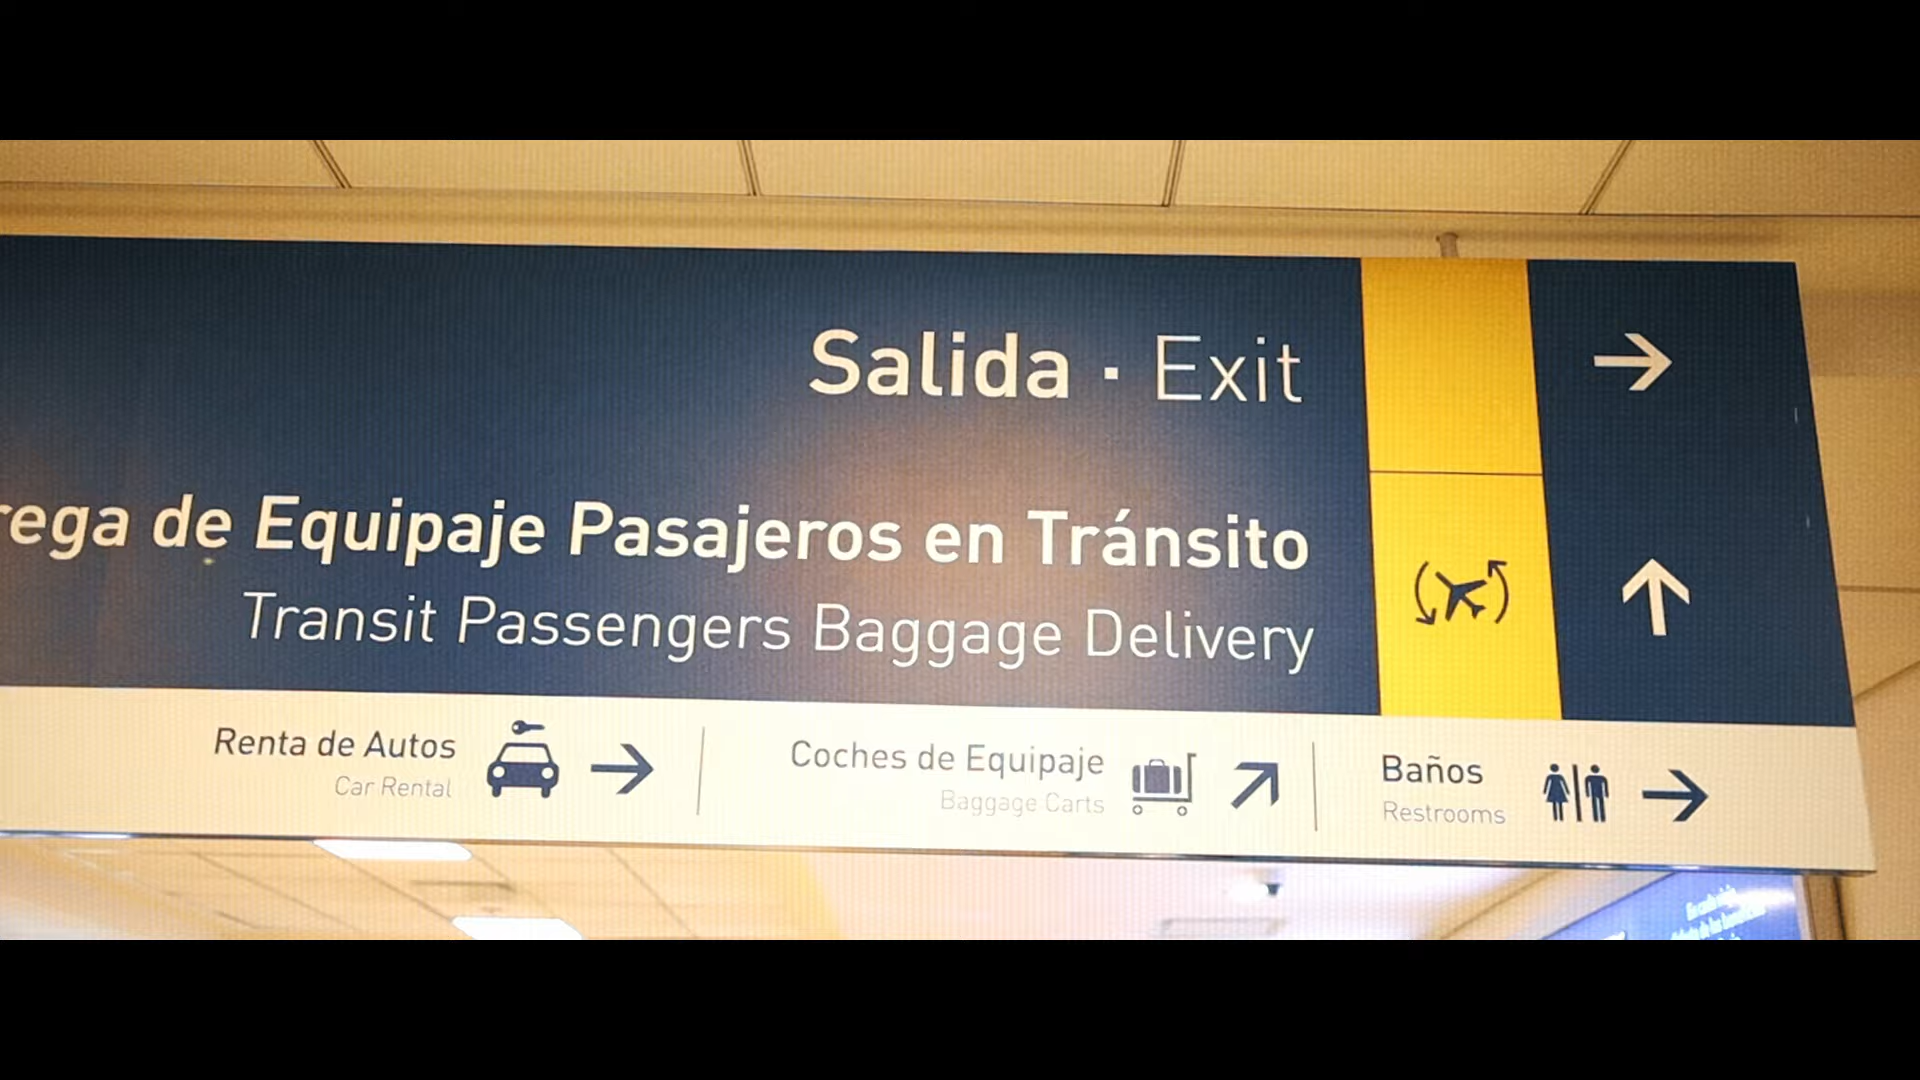 Salida · Exit
de Equipaje Pasajeros en Tránsito
Transit Passengers Baggage Delivery
Renta de Autos
Car Rental
Coches de Equipaje
Baggage Carts
Baños
Restrooms